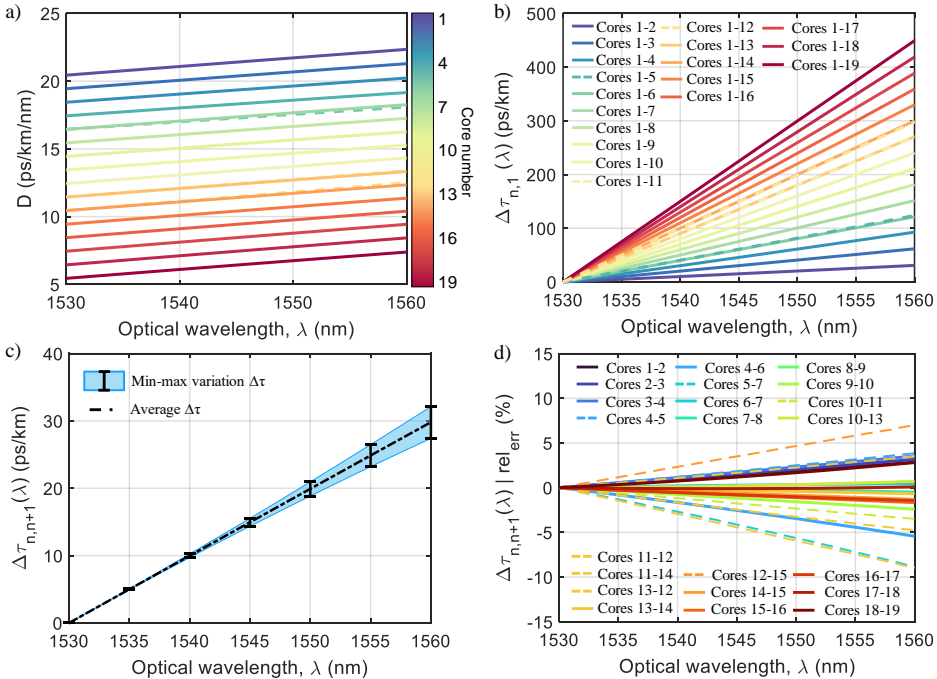 a)
D (ps/km/nm)
25
20
15
10
5
1530
1540
1550
1560
Optical wavelength, λ (nm)
1
4
7
10
13
16
19
Core number
b)
Δτn,1 (λ) (ps/km)
500
400
300
200
100
0
1530
1535
1540
1545
1550
1555
1560
Optical wavelength, λ (nm)
Cores 1-2
Cores 1-3
Cores 1-4
Cores 1-5
Cores 1-6
Cores 1-7
Cores 1-8
Cores 1-9
Cores 1-10
Cores 1-11
Cores 1-12
Cores 1-13
Cores 1-14
Cores 1-15
Cores 1-16
Cores 1-17
Cores 1-18
Cores 1-19
c)
Δτn,n+1(λ) (ps/km)
40
30
20
10
0
1530
1535
1540
1545
1550
1555
1560
Optical wavelength, λ (nm)
Min-max variation Δτ
Average Δτ
d)
Δτn,n+1(λ) | relerr (%)
15
10
5
0
-5
-10
-15
1530
1535
1540
1545
1550
1555
1560
Optical wavelength, λ (nm)
Cores 1-2
Cores 2-3
Cores 3-4
Cores 4-5
Cores 4-6
Cores 5-7
Cores 6-7
Cores 7-8
Cores 8-9
Cores 9-10
Cores 10-11
Cores 10-13
Cores 11-12
Cores 11-14
Cores 13-12
Cores 13-14
Cores 12-15
Cores 14-15
Cores 15-16
Cores 16-17
Cores 17-18
Cores 18-19